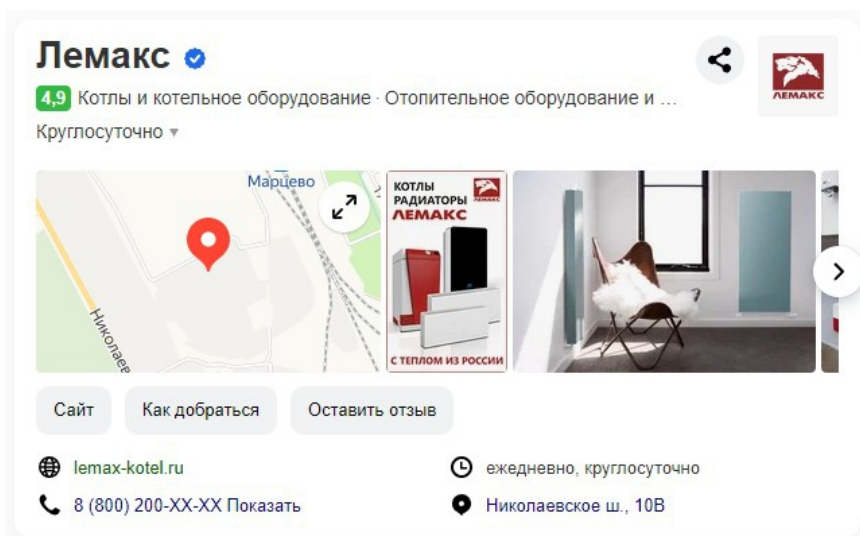 Лемакс
4,9 Котлы и котельное оборудование · Отопительное оборудование и ...
Круглосуточно
ЛЕМАКС
Марцево
Николаев
КОТЛЫ
РАДИАТОРЫ
ЛЕМАКС
С ТЕПЛОМ ИЗ РОССИИ
Сайт
Как добраться
Оставить отзыв
lemax-kotel.ru
ежедневно, круглосуточно
8 (800) 200-XX-XX Показать
Николаевское ш., 10В